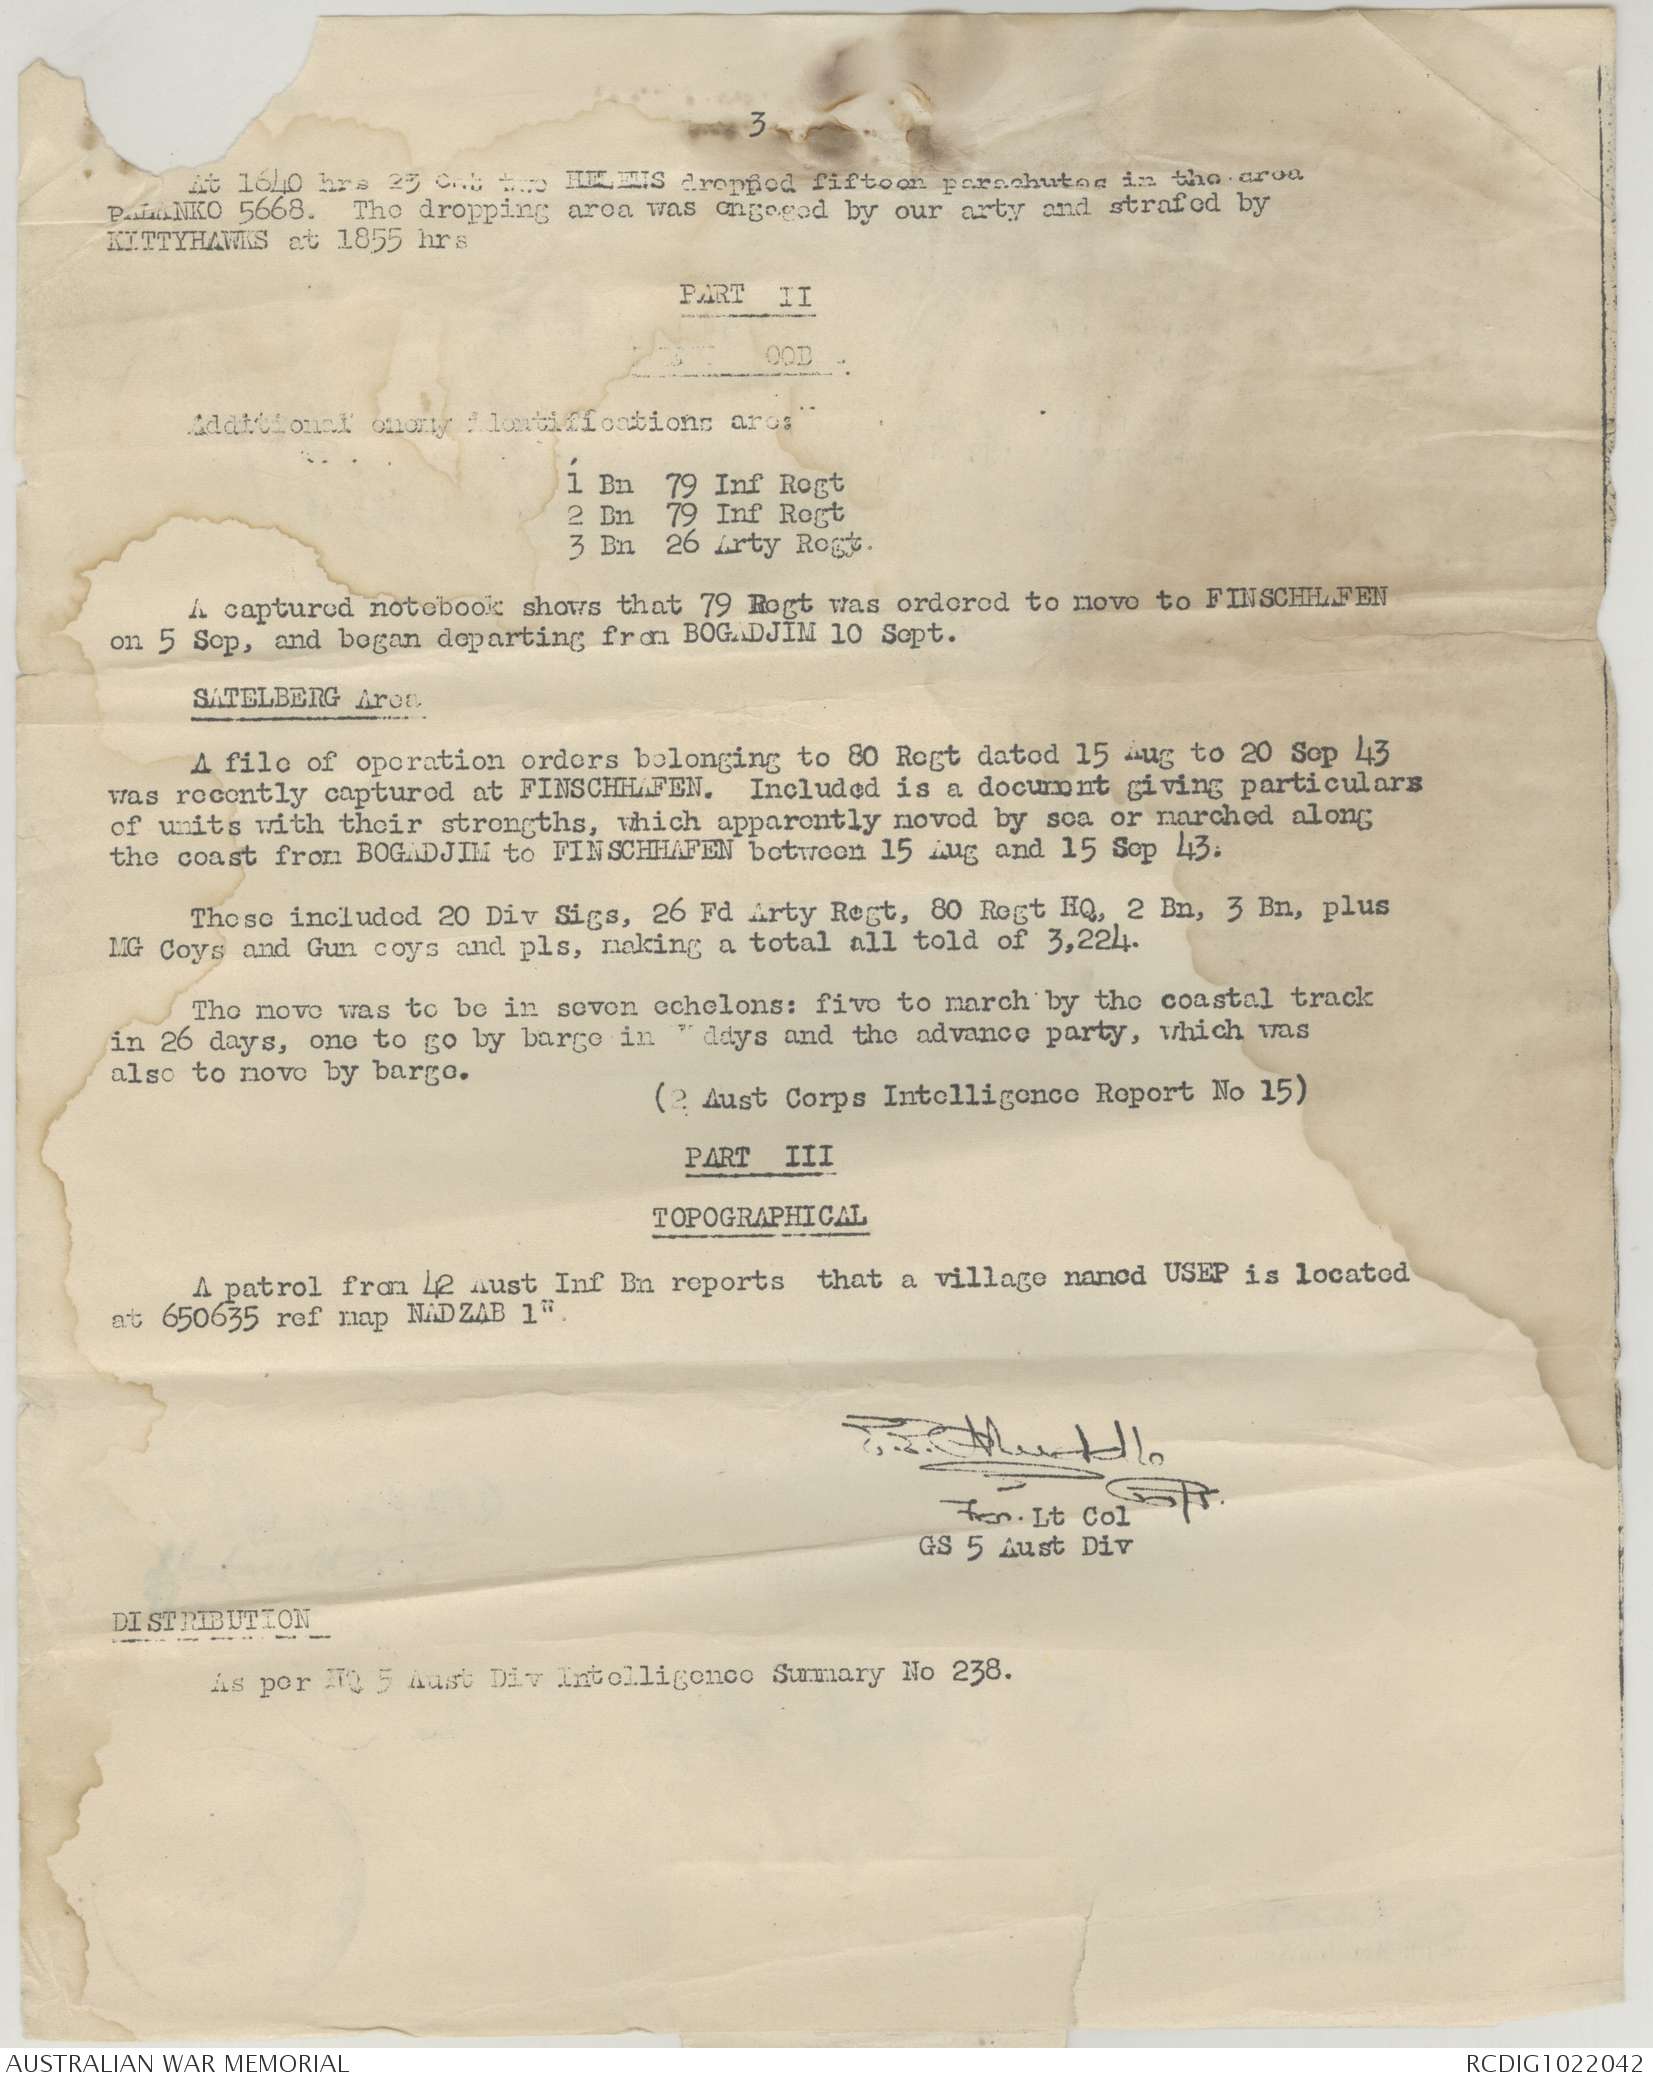 3
At 1640 hrs 23 Oct two HELENS dropped fifteen parachutes in the area
PALANKO 5668. The dropping area was engaged by our arty and strafed by
KITTYHAWKS at 1855 hrs
PART II
OOB
Additional enemy identifications are:
1 Bn 79 Inf Regt
2 Bn 79 Inf Regt
3 Bn 26 Arty Regt.
A captured notebook shows that 79 Regt was ordered to move to FINSCHHAFEN
on 5 Sep, and began departing from BOGADJIM 10 Sept.
SATELBERG Area
A file of operation orders belonging to 80 Regt dated 15 Aug to 20 Sep 43
was recently captured at FINSCHHAFEN. Included is a document giving particulars
of units with their strengths, which apparently moved by sea or marched along
the coast from BOGADJIM to FINSCHHAFEN between 15 Aug and 15 Sep 43.
These included 20 Div Sigs, 26 Fd Arty Regt, 80 Regt HQ, 2 Bn, 3 Bn, plus
MG Coys and Gun coys and pls, making a total all told of 3,224.
The move was to be in seven echelons: five to march by the coastal track
in 26 days, one to go by barge in days and the advance party, which was
also to move by barge.
(2 Aust Corps Intelligence Report No 15)
PART III
TOPOGRAPHICAL
A patrol from 42 Aust Inf Bn reports that a village named USEP is located
at 650635 ref map NADZAB 1".
for. Lt Col
GS 5 Aust Div
DISTRIBUTION
As per HQ 5 Aust Div Intelligence Summary No 238.
AUSTRALIAN WAR MEMORIAL
RCDIG1022042